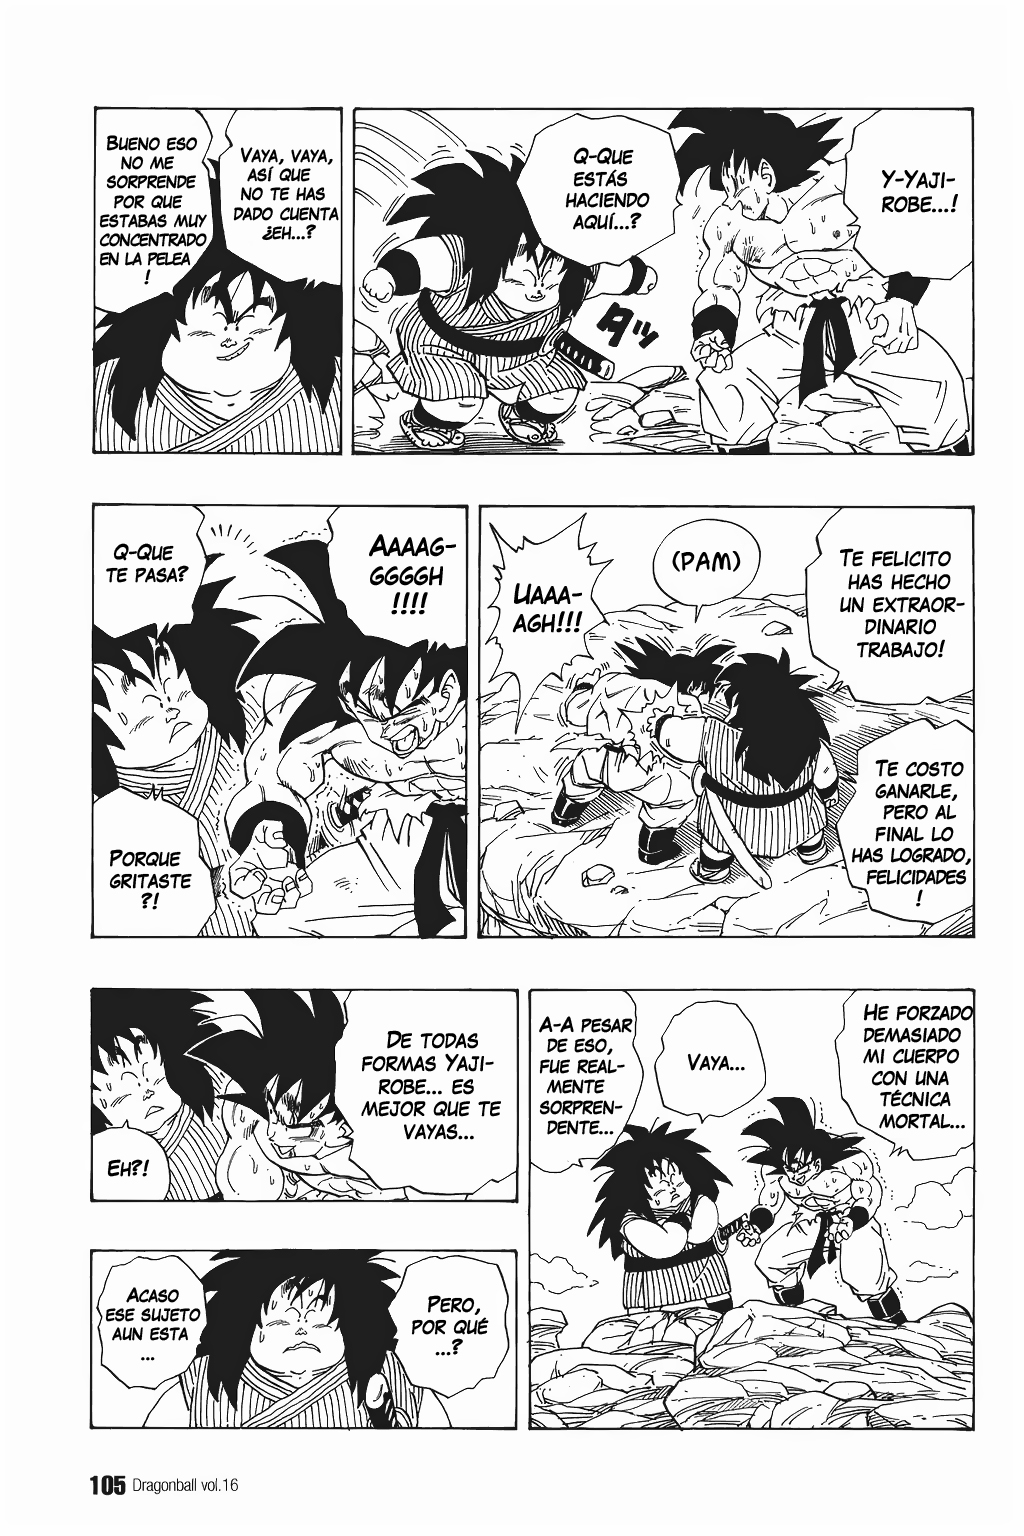 Y-YAJI-
ROBE...!
Q-QUE
ESTÁS
HACIENDO
AQUÍ...?
タッ
VAYA, VAYA,
ASÍ QUE
NO TE HAS
DADO CUENTA
¿EH...?
BUENO ESO
NO ME
SORPRENDE
POR QUE
ESTABAS MUY
CONCENTRADO
EN LA PELEA
!
TE FELICITO
HAS HECHO
UN EXTRAOR-
DINARIO
TRABAJO!
TE COSTO
GANARLE,
PERO AL
FINAL LO
HAS LOGRADO,
FELICIDADES
!
(PAM)
UAAA-
AGH!!!
AAAAG-
GGGGH
!!!!
Q-QUE
TE PASA?
PORQUE
GRITASTE
?!
HE FORZADO
DEMASIADO
MI CUERPO
CON UNA
TÉCNICA
MORTAL...
VAYA...
A-A PESAR
DE ESO,
FUE REAL-
MENTE
SORPREN-
DENTE...
DE TODAS
FORMAS YAJI-
ROBE... ES
MEJOR QUE TE
VAYAS...
EH?!
PERO,
POR QUÉ
...?
ACASO
ESE SUJETO
AUN ESTA
...
105 Dragonball vol.16